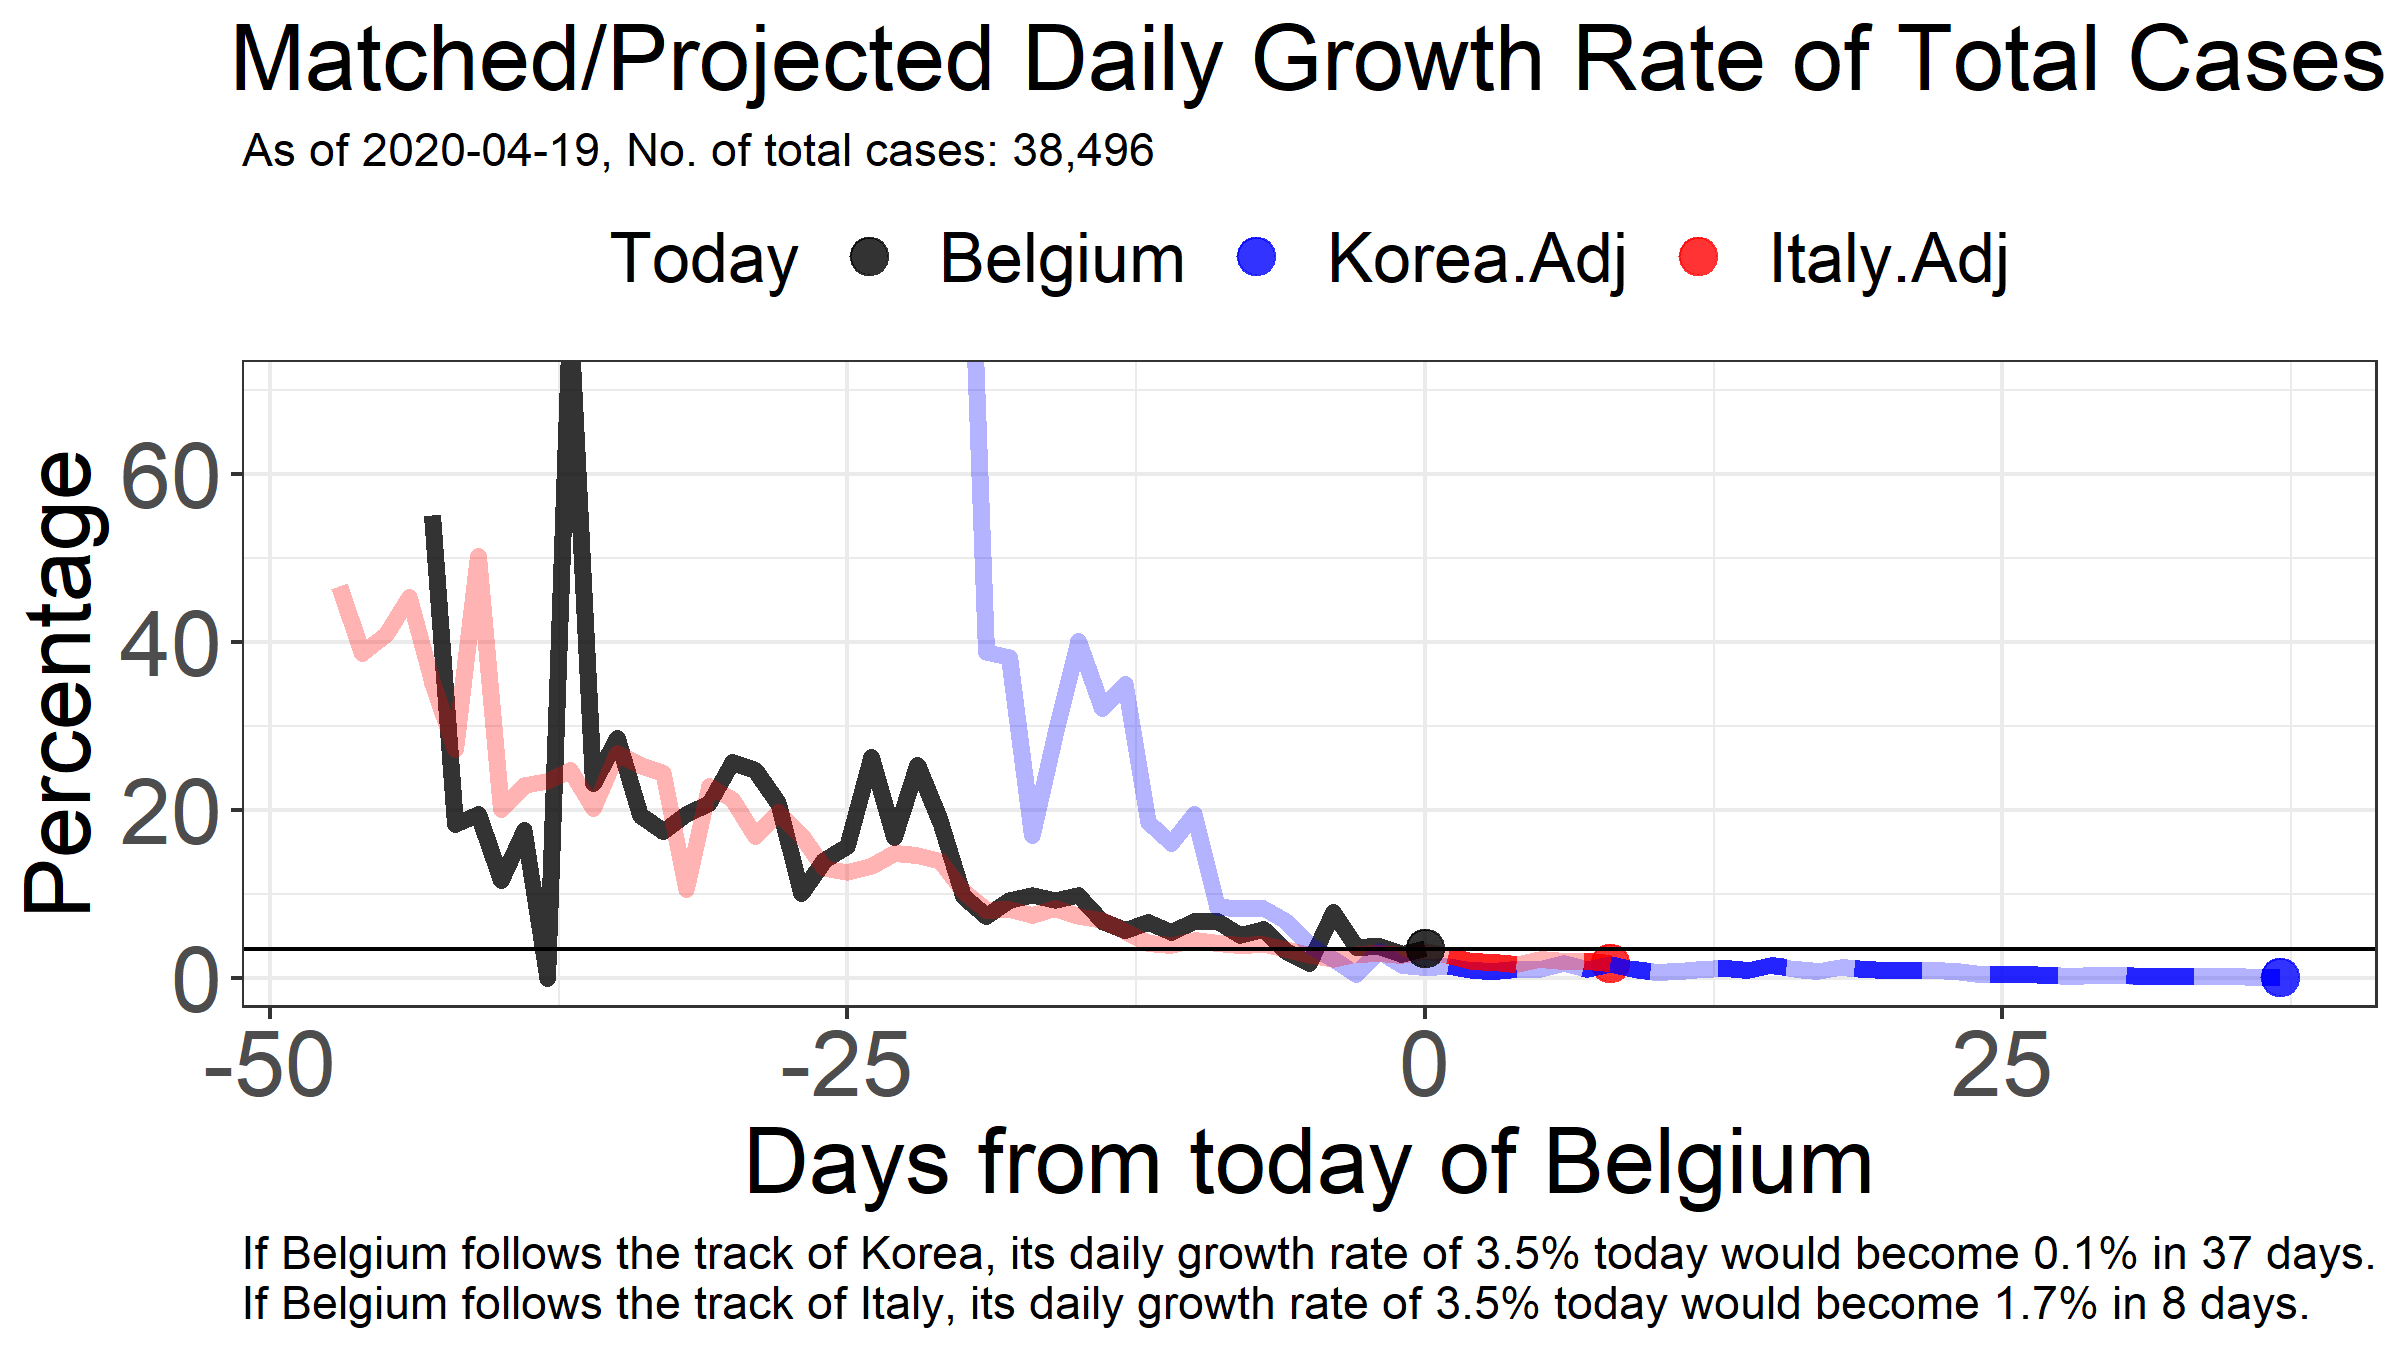 Matched/Projected Daily Growth Rate of Total Cases
As of 2020-04-19, No. of total cases: 38,496
Today Belgium Korea.Adj Italy.Adj
Percentage
60
40
20
0
-50 -25 0 25
Days from today of Belgium
If Belgium follows the track of Korea, its daily growth rate of 3.5% today would become 0.1% in 37 days.
If Belgium follows the track of Italy, its daily growth rate of 3.5% today would become 1.7% in 8 days.